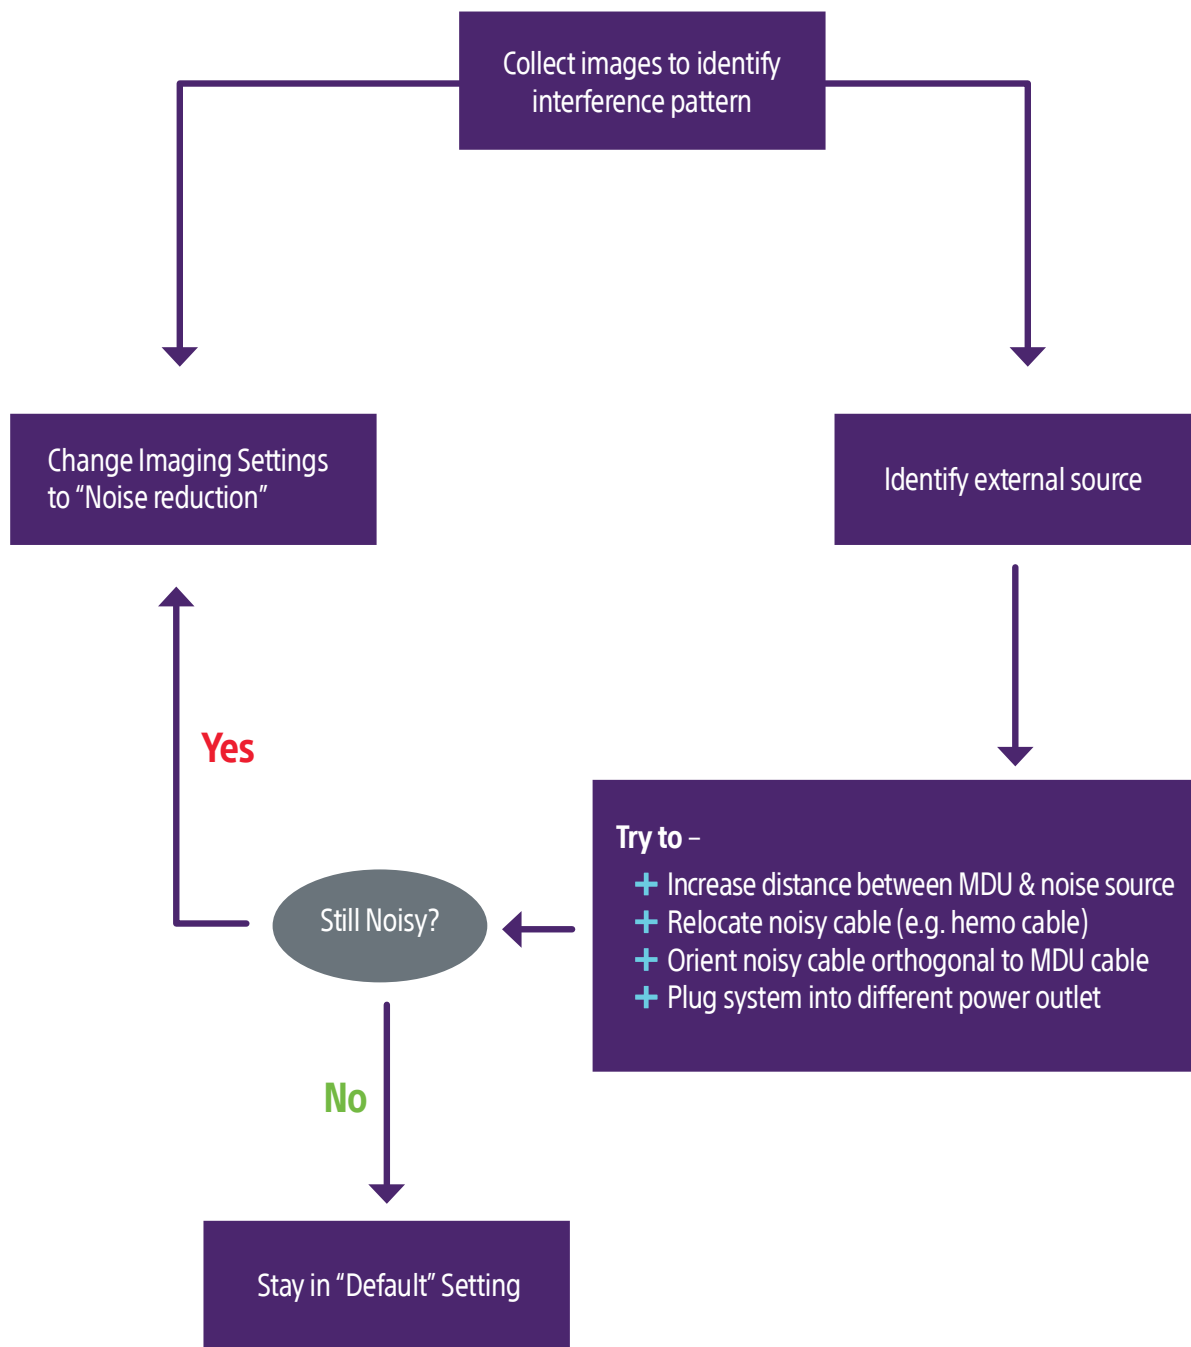 Collect images to identify
interference pattern
Change Imaging Settings
to “Noise reduction”
Identify external source
Yes
Try to –
+ Increase distance between MDU & noise source
+ Relocate noisy cable (e.g. hemo cable)
+ Orient noisy cable orthogonal to MDU cable
+ Plug system into different power outlet
Still Noisy?
No
Stay in “Default” Setting